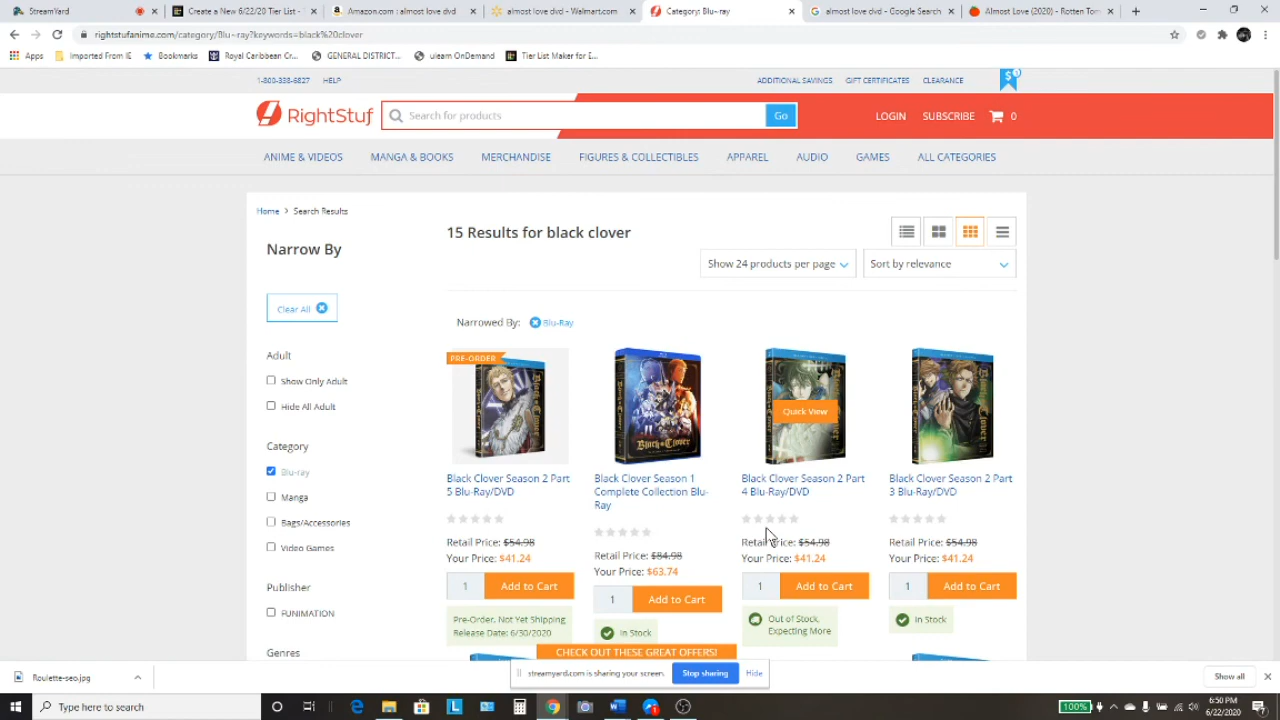 StreamYard
Create a New 6/22/20 Tier List -
Amazon.com : almost love dvd
almost love dvd - Walmart.com
Category: Blu-ray
almost love dvd - Google Search
Almost Love (2020) - Rotten Tom
rightstufanime.com/category/Blu-ray?keywords=black%20clover
Apps
Imported From IE
Bookmarks
Royal Caribbean Cr...
GENERAL DISTRICT...
uleam OnDemand
Tier List Maker for E...
1-800-338-6827
HELP
ADDITIONAL SAVINGS
GIFT CERTIFICATES
CLEARANCE
RightStuf
Search for products
Go
LOGIN
SUBSCRIBE
0
ANIME & VIDEOS
MANGA & BOOKS
MERCHANDISE
FIGURES & COLLECTIBLES
APPAREL
AUDIO
GAMES
ALL CATEGORIES
Home > Search Results
Narrow By
15 Results for black clover
Show 24 products per page
Sort by relevance
Clear All
Narrowed By: Blu-Ray
Adult
Show Only Adult
Hide All Adult
Category
Blu-ray
Manga
Bags/Accessories
Video Games
Publisher
FUNIMATION
Genres
PRE-ORDER
Black Clover Season 2 Part
5 Blu-Ray/DVD
Retail Price: $54.98
Your Price: $41.24
1
Add to Cart
Pre-Order, Not Yet Shipping
Release Date: 6/30/2020
Black Clover
Black Clover Season 1
Complete Collection Blu-
Ray
Retail Price: $84.98
Your Price: $63.74
1
Add to Cart
In Stock
Quick View
Black Clover Season 2 Part
4 Blu-Ray/DVD
Retail Price: $54.98
Your Price: $41.24
1
Add to Cart
Out of Stock,
Expecting More
Black Clover Season 2 Part
3 Blu-Ray/DVD
Retail Price: $54.98
Your Price: $41.24
1
Add to Cart
In Stock
CHECK OUT THESE GREAT OFFERS!
streamyard.com is sharing your screen.
Stop sharing
Hide
Roulette-seo.jpg
Show all
Type here to search
100%
6:50 PM
6/22/2020